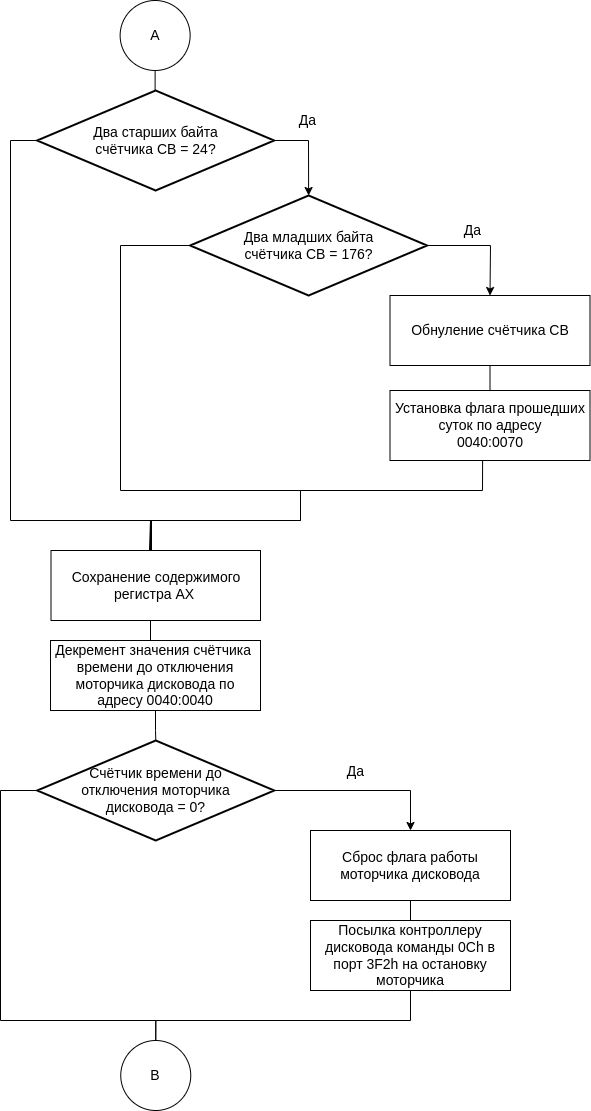 A
Да
Два старших байта
счётчика СВ = 24?
Да
Два младших байта
счётчика СВ = 176?
Обнуление счётчика СВ
Установка флага прошедших
суток по адресу
0040:0070
Сохранение содержимого
регистра AX
Декремент значения счётчика
времени до отключения
моторчика дисковода по
адресу 0040:0040
Да
Счётчик времени до
отключения моторчика
дисковода = 0?
Сброс флага работы
моторчика дисковода
Посылка контроллеру
дисковода команды 0Ch в
порт 3F2h на остановку
моторчика
B